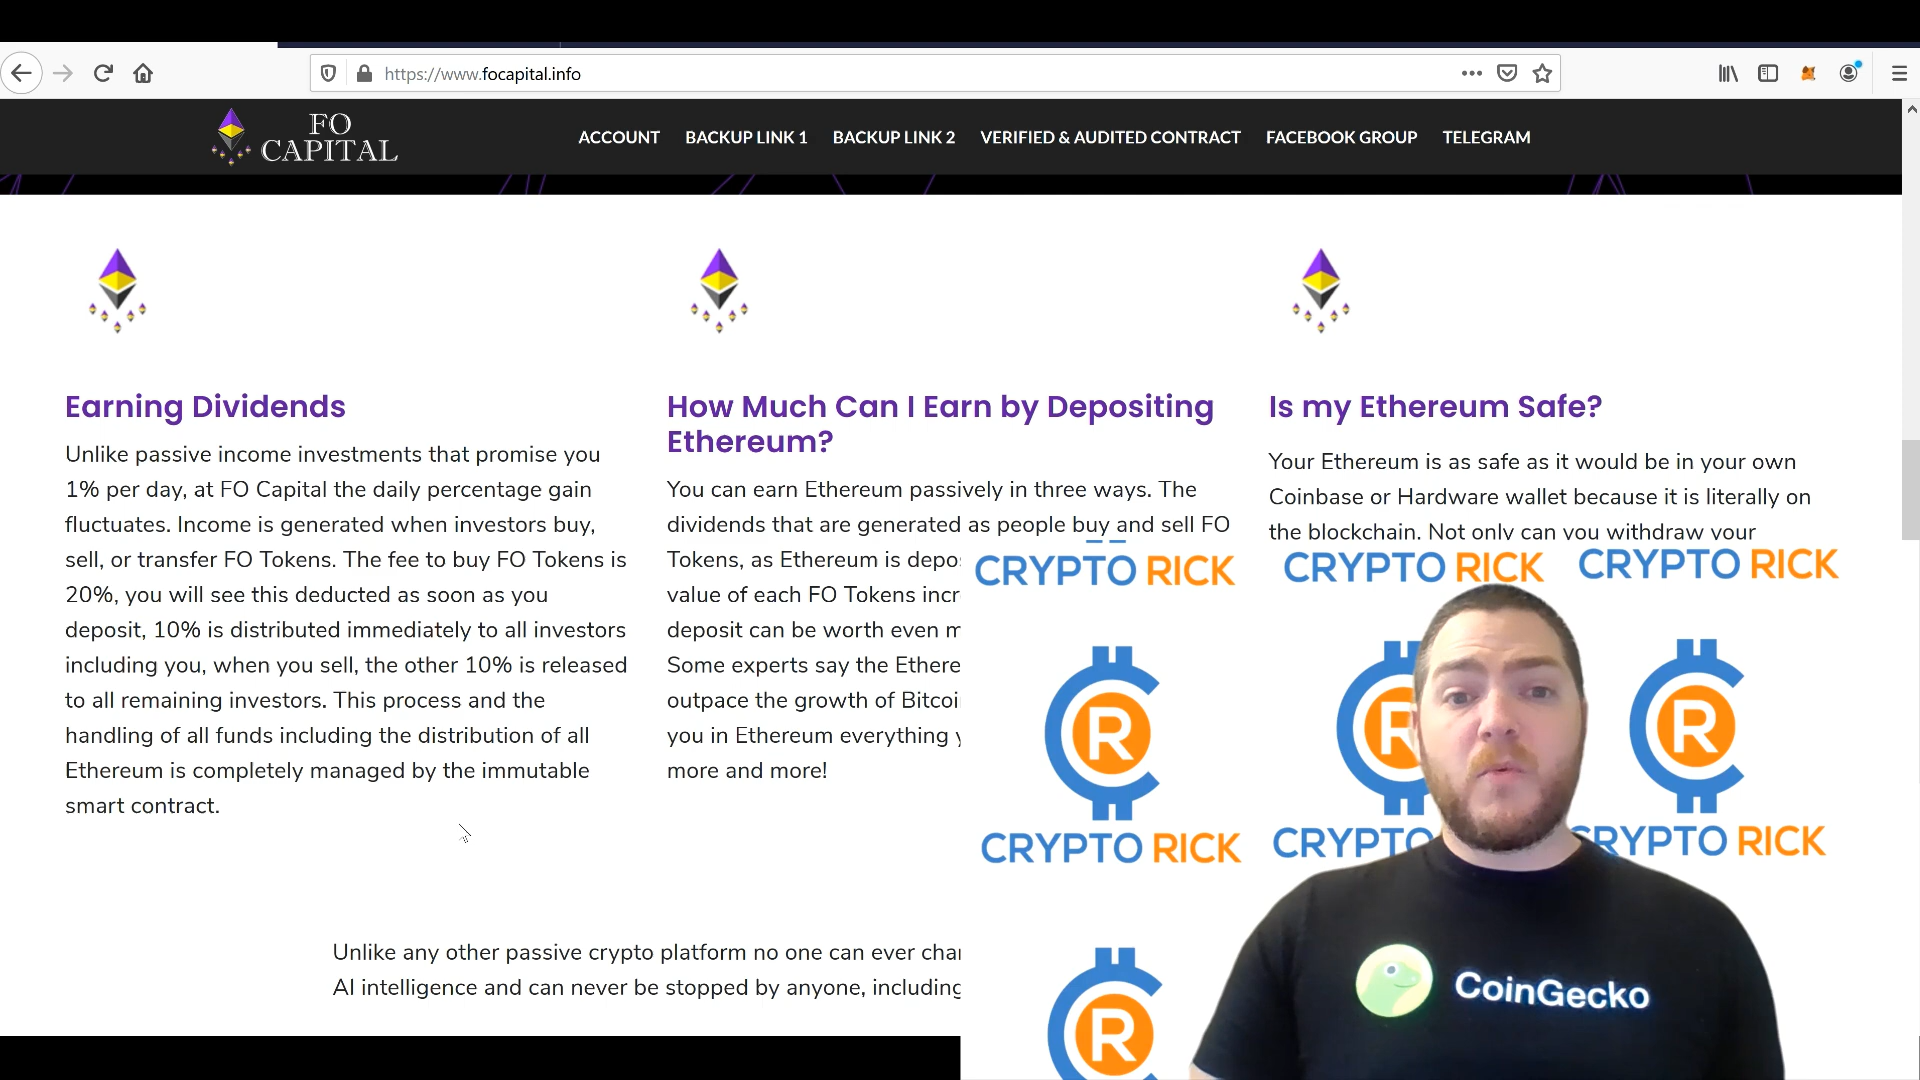 https://www.focapital.info
FO
CAPITAL
ACCOUNT
BACKUP LINK 1
BACKUP LINK 2
VERIFIED & AUDITED CONTRACT
FACEBOOK GROUP
TELEGRAM
Earning Dividends
Unlike passive income investments that promise you
1% per day, at FO Capital the daily percentage gain
fluctuates. Income is generated when investors buy,
sell, or transfer FO Tokens. The fee to buy FO Tokens is
20%, you will see this deducted as soon as you
deposit, 10% is distributed immediately to all investors
including you, when you sell, the other 10% is released
to all remaining investors. This process and the
handling of all funds including the distribution of all
Ethereum is completely managed by the immutable
smart contract.
How Much Can I Earn by Depositing
Ethereum?
You can earn Ethereum passively in three ways. The
dividends that are generated as people buy and sell FO
Tokens, as Ethereum is
value of each FO Tokens
deposit can be worth even
Some experts say the
outpace the growth of
you in Ethereum everything
more and more!
Is my Ethereum Safe?
Your Ethereum is as safe as it would be in your own
Coinbase or Hardware wallet because it is literally on
the blockchain. Not only can you withdraw your
Unlike any other passive crypto platform no one can ever
AI intelligence and can never be stopped by anyone, including
CRYPTO RICK
CRYPTO RICK
CRYPTO RICK
R
R
R
CRYPTO RICK
CRYPTO
CRYPTO RICK
R
CoinGecko